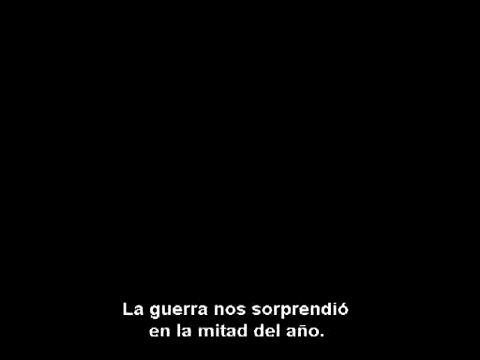 La guerra nos sorprendió
en la mitad del año.